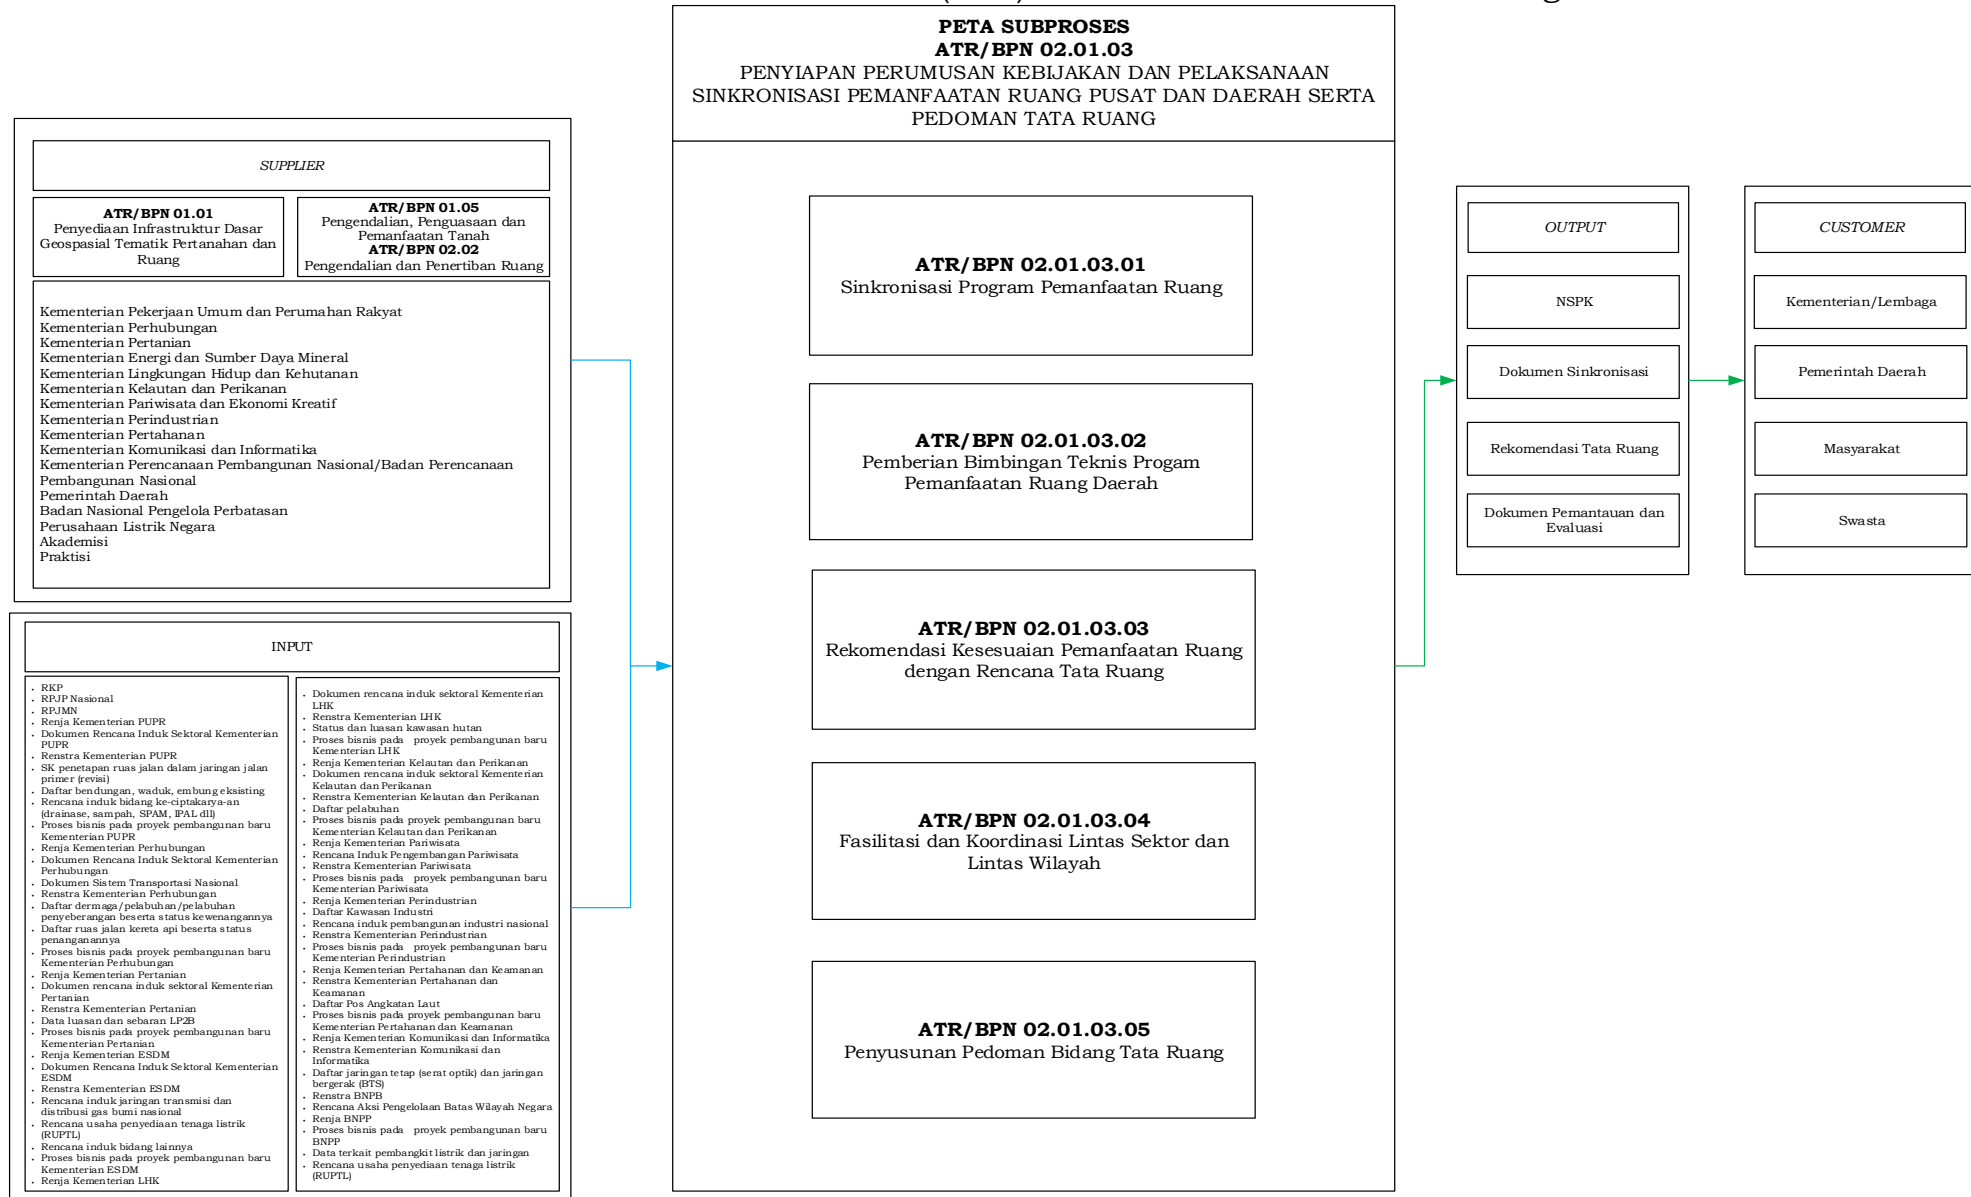 PETA SUBPROSES
ATR/BPN 02.01.03
PENYIAPAN PERUMUSAN KEBIJAKAN DAN PELAKSANAAN
SINKRONISASI PEMANFAATAN RUANG PUSAT DAN DAERAH SERTA
PEDOMAN TATA RUANG
SUPPLIER
ATR/BPN 01.01
Penyediaan Infrastruktur Dasar
Geospasial Tematik Pertanahan dan
Ruang
ATR/BPN 01.05
Pengendalian, Penguasaan dan
Pemanfaatan Tanah
ATR/BPN 02.02
Pengendalian dan Penertiban Ruang
Kementerian Pekerjaan Umum dan Perumahan Rakyat
Kementerian Perhubungan
Kementerian Pertanian
Kementerian Energi dan Sumber Daya Mineral
Kementerian Lingkungan Hidup dan Kehutanan
Kementerian Kelautan dan Perikanan
Kementerian Pariwisata dan Ekonomi Kreatif
Kementerian Perindustrian
Kementerian Pertahanan
Kementerian Komunikasi dan Informatika
Kementerian Perencanaan Pembangunan Nasional/Badan Perencanaan
Pembangunan Nasional
Pemerintah Daerah
Badan Nasional Pengelola Perbatasan
Perusahaan Listrik Negara
Akademisi
Praktisi
INPUT
• RKP
• RPJP Nasional
• RPJMN
• Renja Kementerian PUPR
• Dokumen Rencana Induk Sektoral Kementerian
PUPR
• Renstra Kementerian PUPR
• SK penetapan ruas jalan dalam jaringan jalan
primer (revisi)
• Daftar bendungan, waduk, embung eksisting
• Rencana induk bidang ke-ciptakarya-an
(drainase, sampah, SPAM, IPAL dll)
• Proses bisnis pada proyek pembangunan baru
Kementerian PUPR
• Renja Kementerian Perhubungan
• Dokumen Rencana Induk Sektoral Kementerian
Perhubungan
• Dokumen Sistem Transportasi Nasional
• Renstra Kementerian Perhubungan
• Daftar dermaga/pelabuhan/pelabuhan
penyeberangan beserta status kewenangannya
• Daftar ruas jalan kereta api beserta status
penanganannya
• Proses bisnis pada proyek pembangunan baru
Kementerian Perhubungan
• Renja Kementerian Pertanian
• Dokumen rencana induk sektoral Kementerian
Pertanian
• Renstra Kementerian Pertanian
• Data luasan dan sebaran LP2B
• Proses bisnis pada proyek pembangunan baru
Kementerian Pertanian
• Renja Kementerian ESDM
• Dokumen Rencana Induk Sektoral Kementerian
ESDM
• Renstra Kementerian ESDM
• Rencana induk jaringan transmisi dan
distribusi gas bumi nasional
• Rencana usaha penyediaan tenaga listrik
(RUPTL)
• Rencana induk bidang lainnya
• Proses bisnis pada proyek pembangunan baru
Kementerian ESDM
• Renja Kementerian LHK
• Dokumen rencana induk sektoral Kementerian
LHK
• Renstra Kementerian LHK
• Status dan luasan kawasan hutan
• Proses bisnis pada proyek pembangunan baru
Kementerian LHK
• Renja Kementerian Kelautan dan Perikanan
• Dokumen rencana induk sektoral Kementerian
Kelautan dan Perikanan
• Renstra Kementerian Kelautan dan Perikanan
• Daftar pelabuhan
• Proses bisnis pada proyek pembangunan baru
Kementerian Kelautan dan Perikanan
• Renja Kementerian Pariwisata
• Rencana Induk Pengembangan Pariwisata
• Renstra Kementerian Pariwisata
• Proses bisnis pada proyek pembangunan baru
Kementerian Pariwisata
• Renja Kementerian Perindustrian
• Daftar Kawasan Industri
• Rencana induk pembangunan industri nasional
• Renstra Kementerian Perindustrian
• Proses bisnis pada proyek pembangunan baru
Kementerian Perindustrian
• Renja Kementerian Pertahanan dan Keamanan
• Renstra Kementerian Pertahanan dan
Keamanan
• Daftar Pos Angkatan Laut
• Proses bisnis pada proyek pembangunan baru
Kementerian Pertahanan dan Keamanan
• Renja Kementerian Komunikasi dan Informatika
• Renstra Kementerian Komunikasi dan
Informatika
• Daftar jaringan tetap (serat optik) dan jaringan
bergerak (BTS)
• Renstra BNPB
• Rencana Aksi Pengelolaan Batas Wilayah Negara
• Renja BNPP
• Proses bisnis pada proyek pembangunan baru
BNPP
• Data terkait pembangkit listrik dan jaringan
• Rencana usaha penyediaan tenaga listrik
(RUPTL)
ATR/BPN 02.01.03.01
Sinkronisasi Program Pemanfaatan Ruang
ATR/BPN 02.01.03.02
Pemberian Bimbingan Teknis Progam
Pemanfaatan Ruang Daerah
ATR/BPN 02.01.03.03
Rekomendasi Kesesuaian Pemanfaatan Ruang
dengan Rencana Tata Ruang
ATR/BPN 02.01.03.04
Fasilitasi dan Koordinasi Lintas Sektor dan
Lintas Wilayah
ATR/BPN 02.01.03.05
Penyusunan Pedoman Bidang Tata Ruang
OUTPUT
NSPK
Dokumen Sinkronisasi
Rekomendasi Tata Ruang
Dokumen Pemantauan dan
Evaluasi
CUSTOMER
Kementerian/Lembaga
Pemerintah Daerah
Masyarakat
Swasta